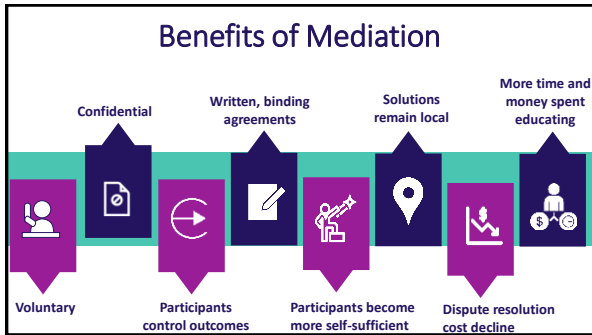 Benefits of Mediation
Confidential
Written, binding
agreements
Solutions
remain local
More time and
money spent
educating
$
$
Voluntary
Participants
control outcomes
Participants become
more self-sufficient
Dispute resolution
cost decline